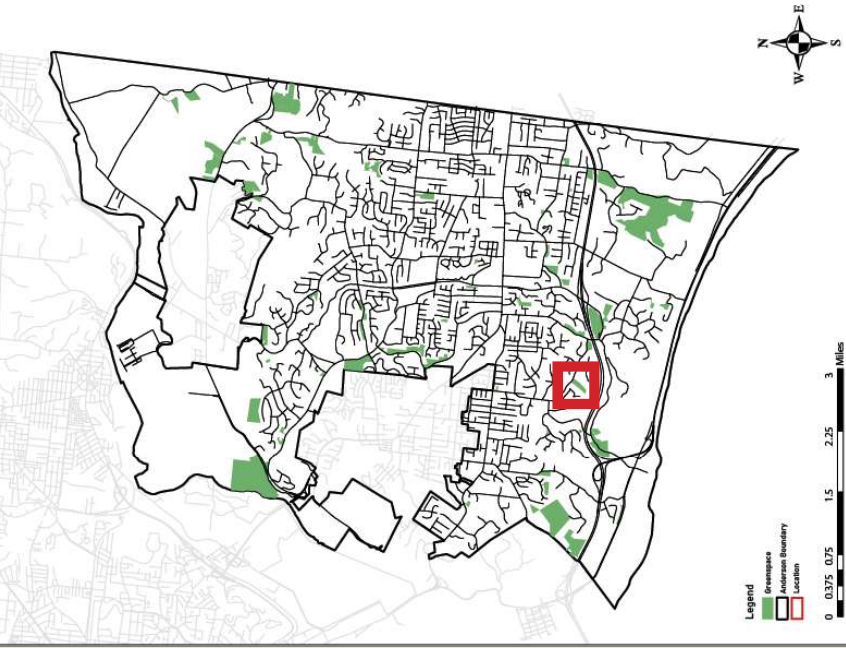 N
E
S
W
Legend
Greenspace
Anderson Boundary
Location
0 0.375 0.75 1.5 2.25 3 Miles